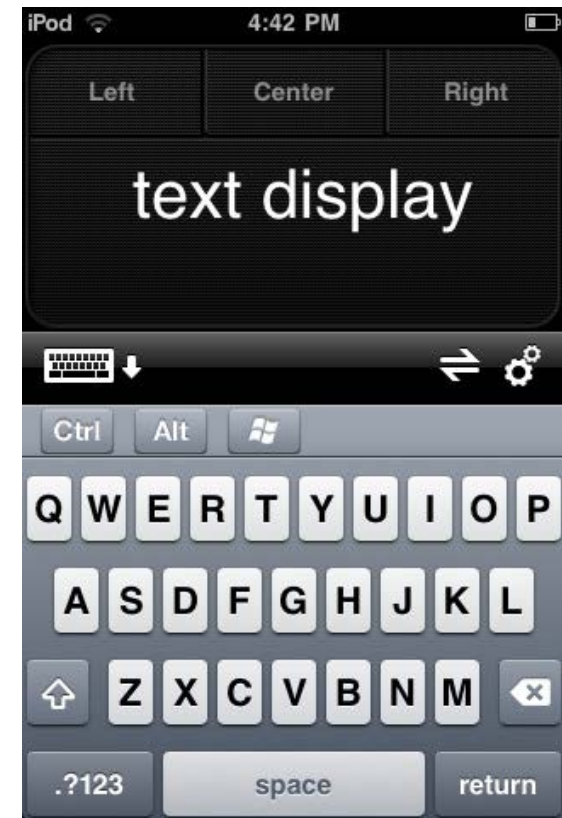 iPod 4:42 PM
Left Center Right
text display
Ctrl Alt
Q W E R T Y U I O P
A S D F G H J K L
Z X C V B N M
.?123 space return